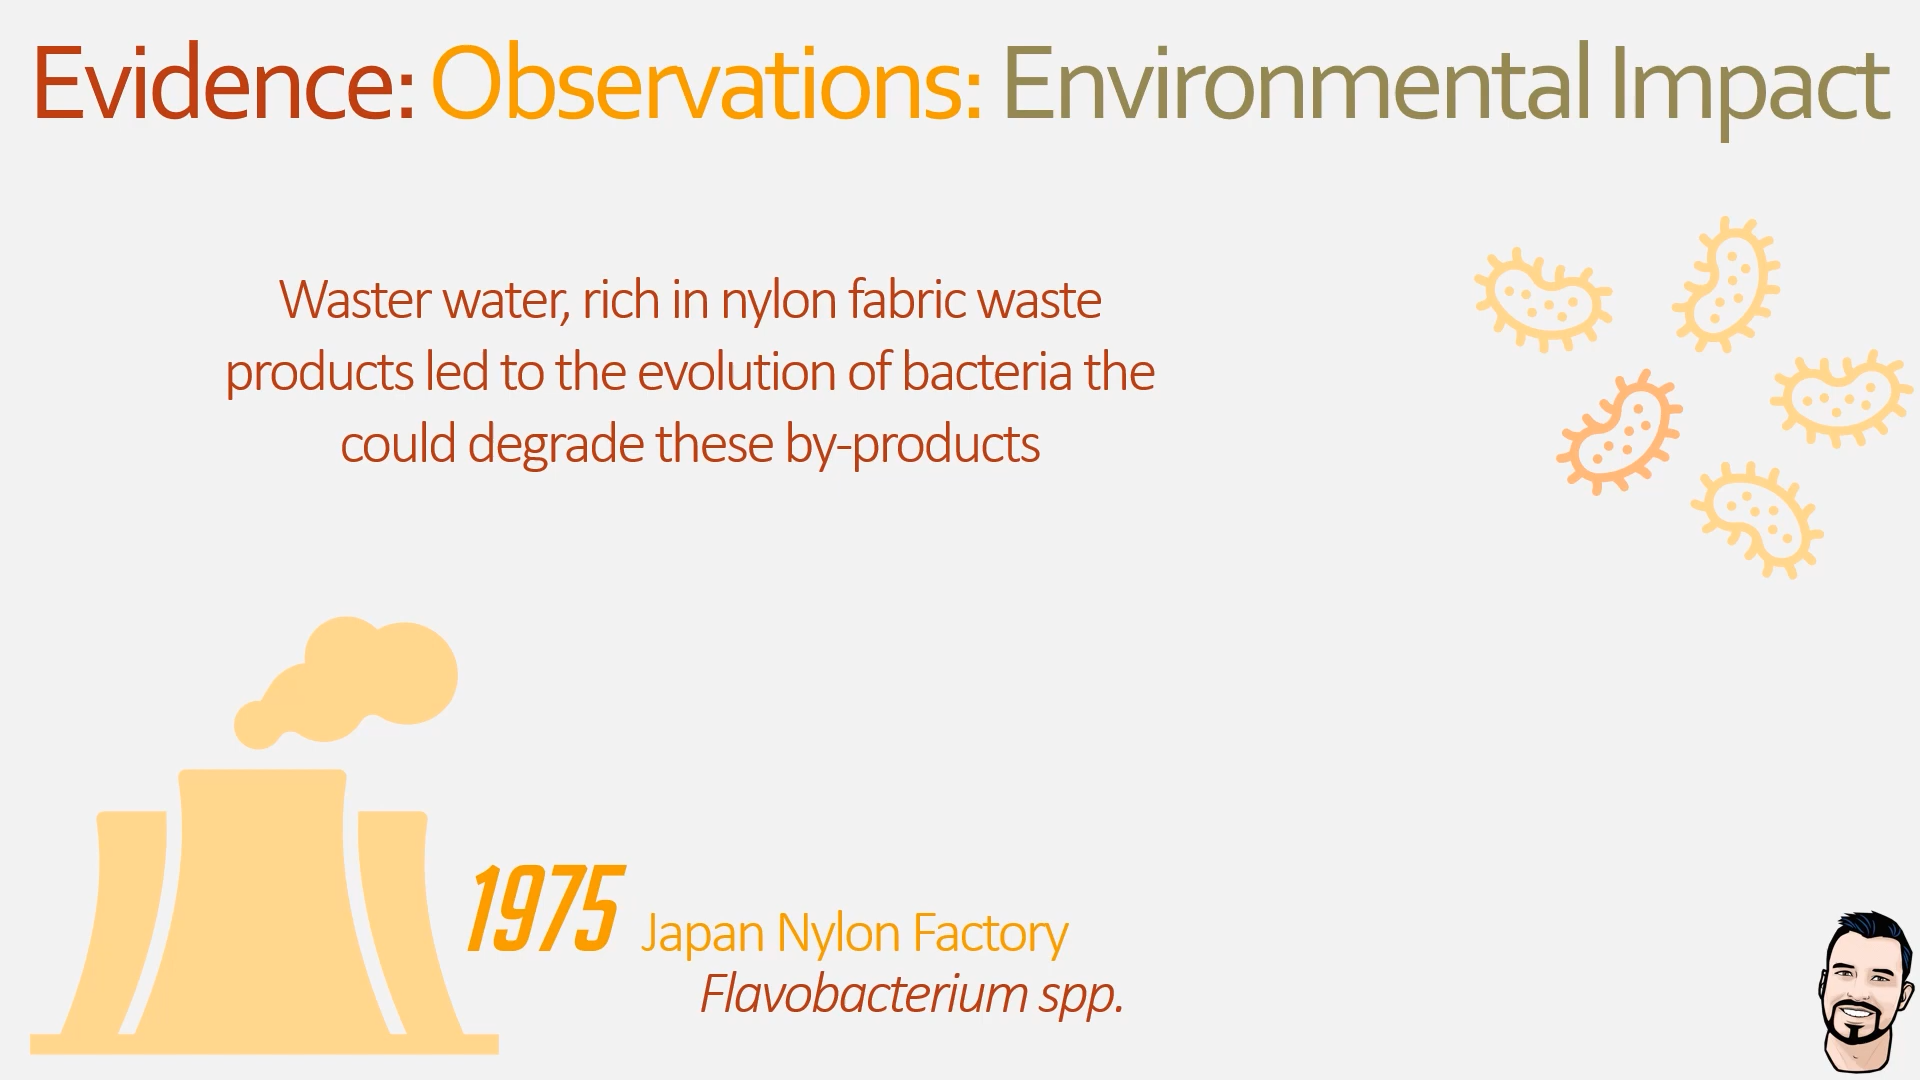 Evidence: Observations: Environmental Impact
Waster water, rich in nylon fabric waste
products led to the evolution of bacteria the
could degrade these by-products
1975 Japan Nylon Factory
Flavobacterium spp.